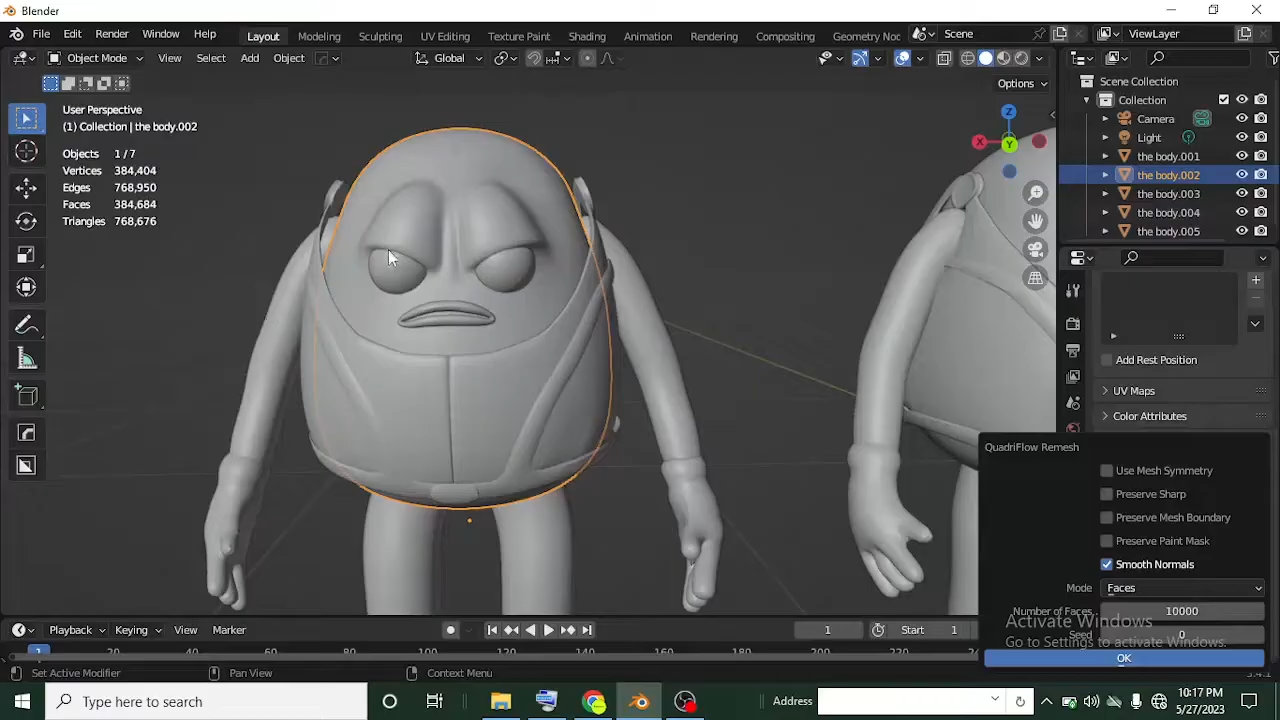 Blender
File Edit Render Window Help Layout Modeling Sculpting UV Editing Texture Paint Shading Animation Rendering Compositing Geometry Noc Scene ViewLayer
Object Mode View Select Add Object Global
Options
User Perspective
(1) Collection | the body.002
Objects 1/7
Vertices 384,404
Edges 768,950
Faces 384,684
Triangles 768,676
X
Y
Z
Scene Collection
Collection
Camera
Light
the body.001
the body.002
the body.003
the body.004
the body.005
Add Rest Position
UV Maps
Color Attributes
QuadriFlow Remesh
Use Mesh Symmetry
Preserve Sharp
Preserve Mesh Boundary
Preserve Paint Mask
Smooth Normals
Mode Faces
Number of Faces 10000
Seed 0
OK
Activate Windows
Go to Settings to activate Windows.
Playback Keying View Marker 1 Start 1
1 20 40 60 80 100 120 140 160 180 200 220
Set Active Modifier Pan View Context Menu
Type here to search
Address
10:17 PM
5/27/2023